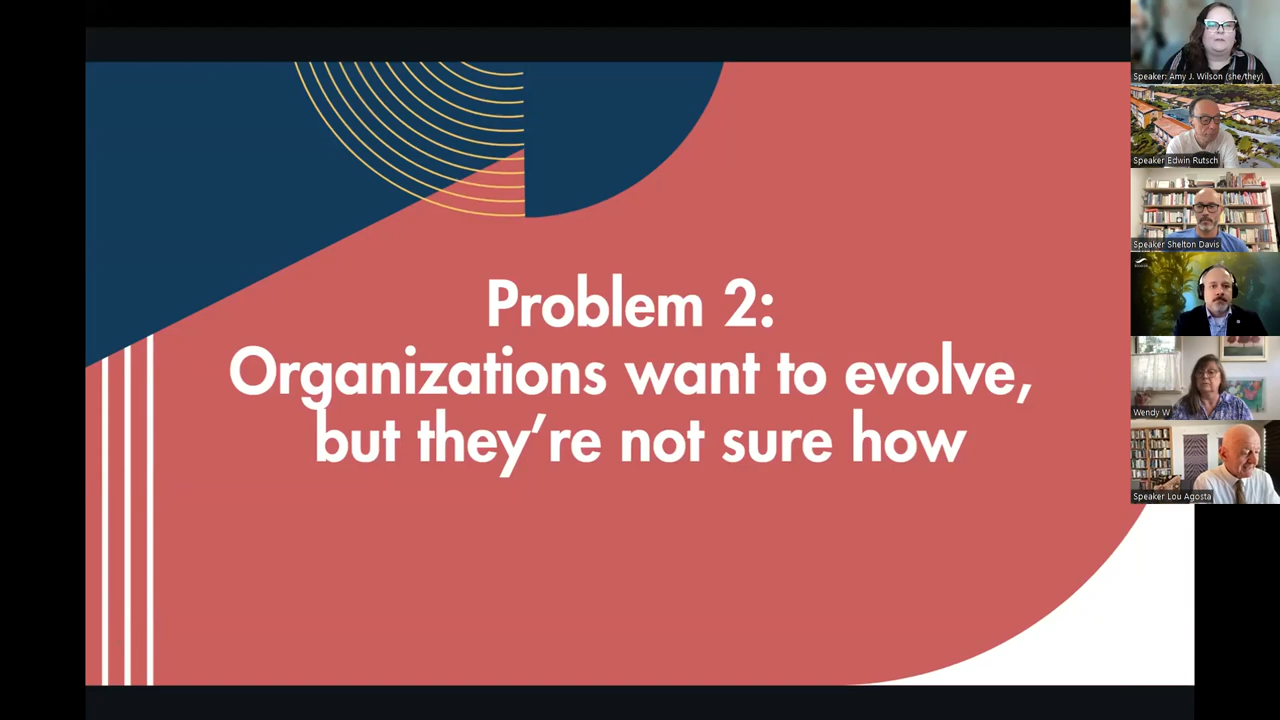 Problem 2:
Organizations want to evolve,
but they're not sure how
Speaker: Amy J. Wilson (she/they)
Speaker Edwin Rutsch
Speaker Shelton Davis
Wendy W
Speaker Lou Agosta